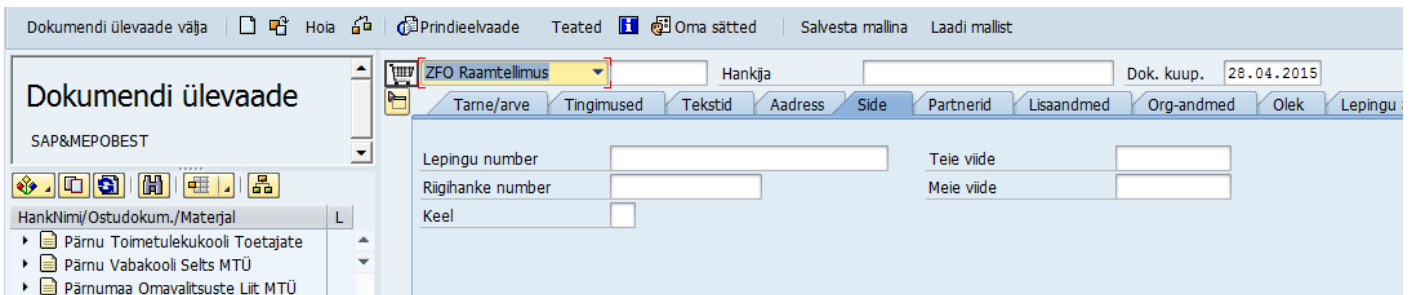 Dokumendi ülevaade välja Hoia Prindieelvaade Teated Oma sätted Salvesta mallina Laadi mallist
Dokumendi ülevaade
SAP&MEPOBEST
HankNimi/Ostudokum./Materjal L
Pärnu Toimetulekukooli Toetajate
Pärnu Vabakooli Selts MTÜ
Pärnumaa Omavalitsuste Liit MTÜ
ZFO Raamtellimus Hankija Dok. kuup. 28.04.2015
Tarne/arve Tingimused Tekstid Aadress Side Partnerid Lisaandmed Org-andmed Olek Lepingu
Lepingu number Teie viide
Riigihanke number Meie viide
Keel